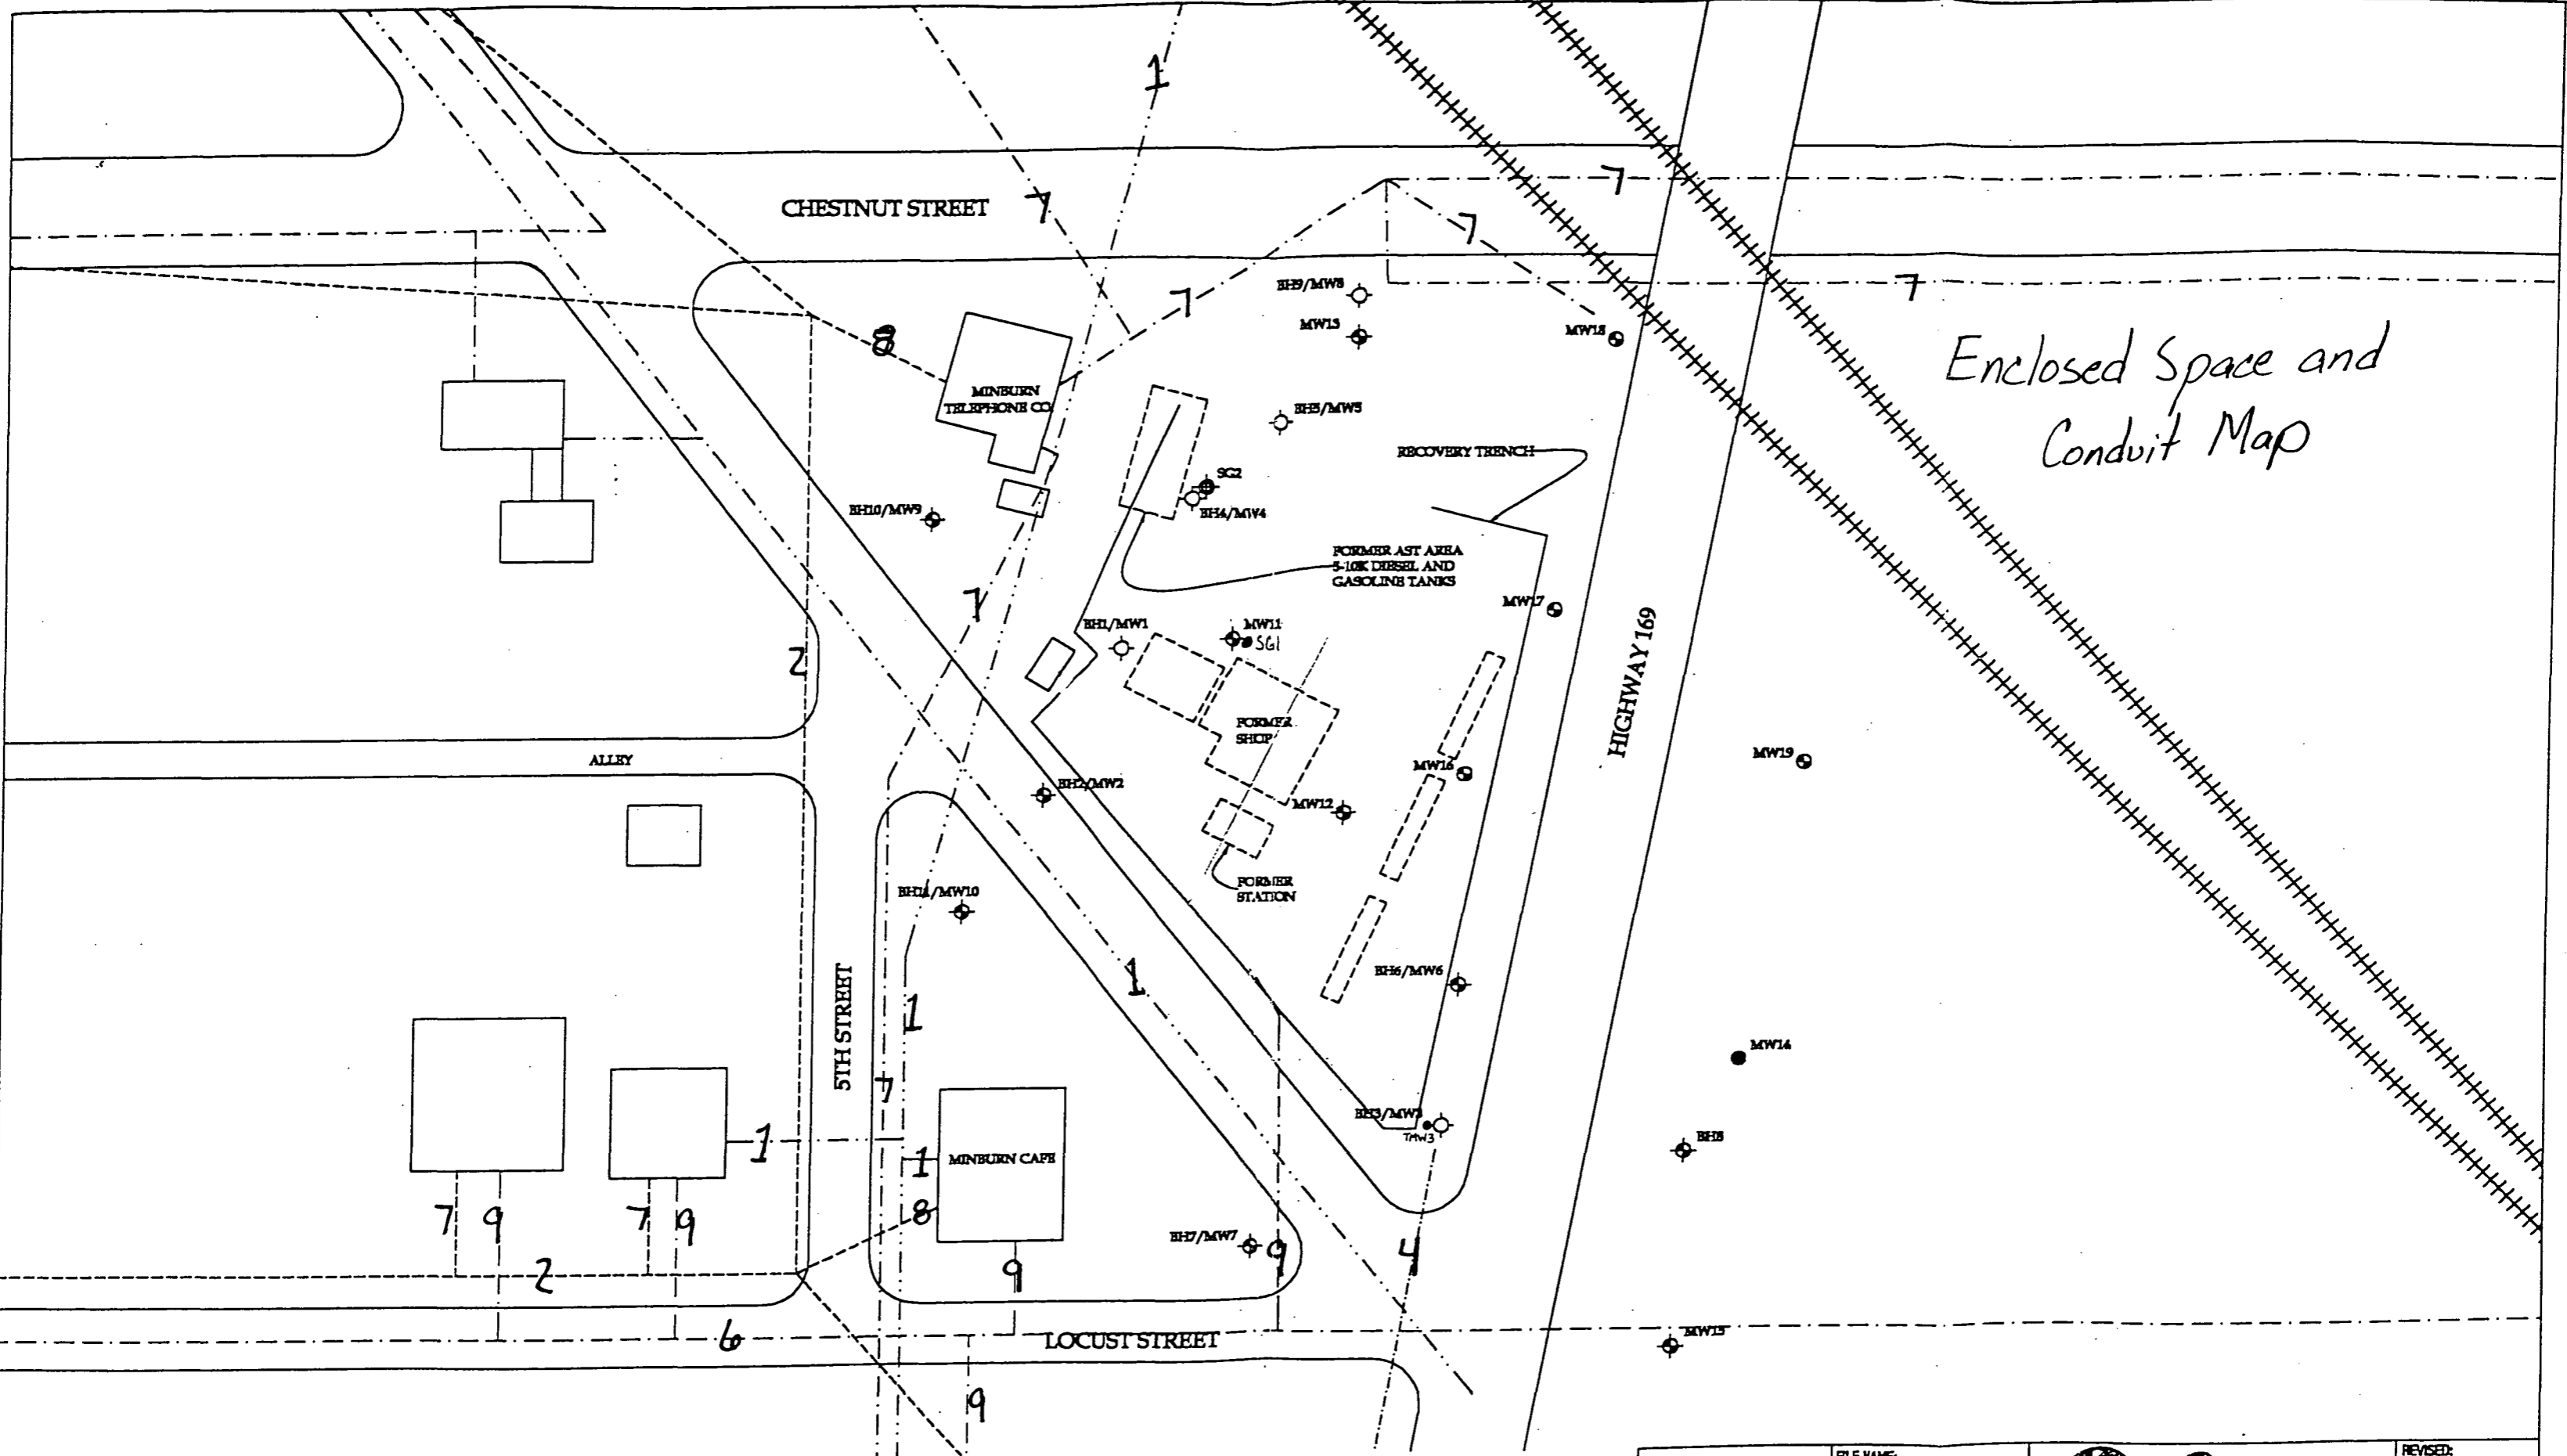 1
CHESTNUT STREET
7
7
7
7
7
8
BH9/MW8
MW13
MW18
Enclosed Space and
Conduit Map
MINBURN
TELEPHONE CO.
BH5/MW5
RECOVERY TRENCH
SG2
BH4/MW4
BH10/MW9
FORMER AST AREA
5-10K DIESEL AND
GASOLINE TANKS
7
MW17
BH1/MW1
MW11
SG1
2
HIGHWAY 169
FORMER
SHOP
ALLEY
MW16
MW19
BH2/MW2
MW12
FORMER
STATION
BH11/MW10
BH6/MW6
1
1
5TH STREET
7
MW14
BH3/MW3
TMW3
BH8
1
1
MINBURN CAFE
8
7
9
7
9
BH7/MW7
9
4
2
9
6
LOCUST STREET
MW15
9
FILE NAME:
REVISED: